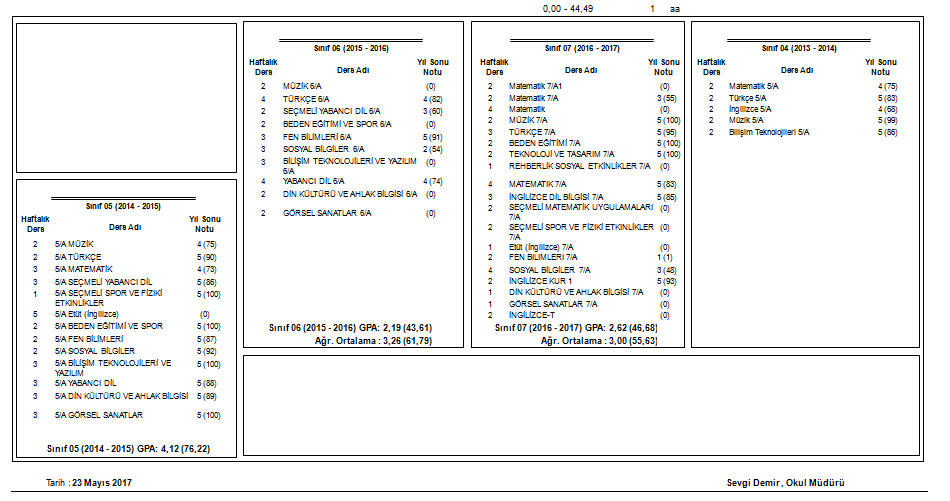 0,00 - 44,49 1 aa
Sınıf 06 (2015 - 2016)
Haftalık Ders Ders Adı Yıl Sonu Notu
2 MÜZİK 6/A (0)
4 TÜRKÇE 6/A 4 (82)
2 SEÇMELİ YABANCI DİL 6/A 3 (60)
2 BEDEN EĞİTİMİ VE SPOR 6/A (0)
3 FEN BİLİMLERİ 6/A 5 (91)
3 SOSYAL BİLGİLER 6/A 2 (54)
3 BİLİŞİM TEKNOLOJİLERİ VE YAZILIM (0)
6/A
4 YABANCI DİL 6/A 4 (74)
2 DİN KÜLTÜRÜ VE AHLAK BİLGİSİ 6/A (0)
2 GÖRSEL SANATLAR 6/A (0)
Sınıf 06 (2015 - 2016) GPA: 2,19 (43,61)
Ağr. Ortalama : 3,26 (61,79)
Sınıf 07 (2016 - 2017)
Haftalık Ders Ders Adı Yıl Sonu Notu
2 Matematik 7/A1 (0)
2 Matematik 7/A 3 (55)
4 Matematik (0)
2 MÜZİK 7/A 5 (100)
3 TÜRKÇE 7/A 5 (95)
2 BEDEN EĞİTİMİ 7/A 5 (100)
2 TEKNOLOJİ VE TASARIM 7/A 5 (100)
1 REHBERLİK SOSYAL ETKİNLİKLER 7/A (0)
4 MATEMATIK 7/A 5 (83)
3 İNGİLİZCE DİL BİLGİSİ 7/A 5 (85)
2 SEÇMELİ MATEMATİK UYGULAMALARI (0)
7/A
2 SEÇMELİ SPOR VE FİZİKİ ETKİNLİKLER (0)
7/A
1 Etüt (İngilizce) 7/A (0)
2 FEN BILIMLERI 7/A 1 (1)
4 SOSYAL BİLGİLER 7/A 3 (48)
2 İNGİLİZCE KUR 1 5 (93)
1 DİN KÜLTÜRÜ VE AHLAK BİLGİSİ 7/A (0)
1 GÖRSEL SANATLAR 7/A (0)
2 İNGİLİZCE-T (0)
Sınıf 07 (2016 - 2017) GPA: 2,62 (46,68)
Ağr. Ortalama : 3,00 (55,63)
Sınıf 04 (2013 - 2014)
Haftalık Ders Ders Adı Yıl Sonu Notu
2 Matematik 5/A 4 (75)
2 Türkçe 5/A 5 (83)
2 İngilizce 5/A 4 (68)
2 Müzik 5/A 5 (99)
2 Bilişim Teknolojileri 5/A 5 (86)
Sınıf 05 (2014 - 2015)
Haftalık Ders Ders Adı Yıl Sonu Notu
2 5/A MÜZİK 4 (75)
2 5/A TÜRKÇE 5 (90)
3 5/A MATEMATİK 4 (73)
3 5/A SEÇMELİ YABANCI DİL 5 (86)
1 5/A SEÇMELİ SPOR VE FİZİKİ 5 (100)
ETKİNLİKLER
5 5/A Etüt (İngilizce) (0)
2 5/A BEDEN EĞİTİMİ VE SPOR 5 (100)
2 5/A FEN BİLİMLERİ 5 (87)
2 5/A SOSYAL BİLGİLER 5 (92)
3 5/A BİLİŞİM TEKNOLOJİLERİ VE 5 (100)
YAZILIM
3 5/A YABANCI DİL 5 (88)
3 5/A DİN KÜLTÜRÜ VE AHLAK BİLGİSİ 5 (89)
3 5/A GÖRSEL SANATLAR 5 (100)
Sınıf 05 (2014 - 2015) GPA: 4,12 (76,22)
Tarih : 23 Mayıs 2017
Sevgi Demir , Okul Müdürü